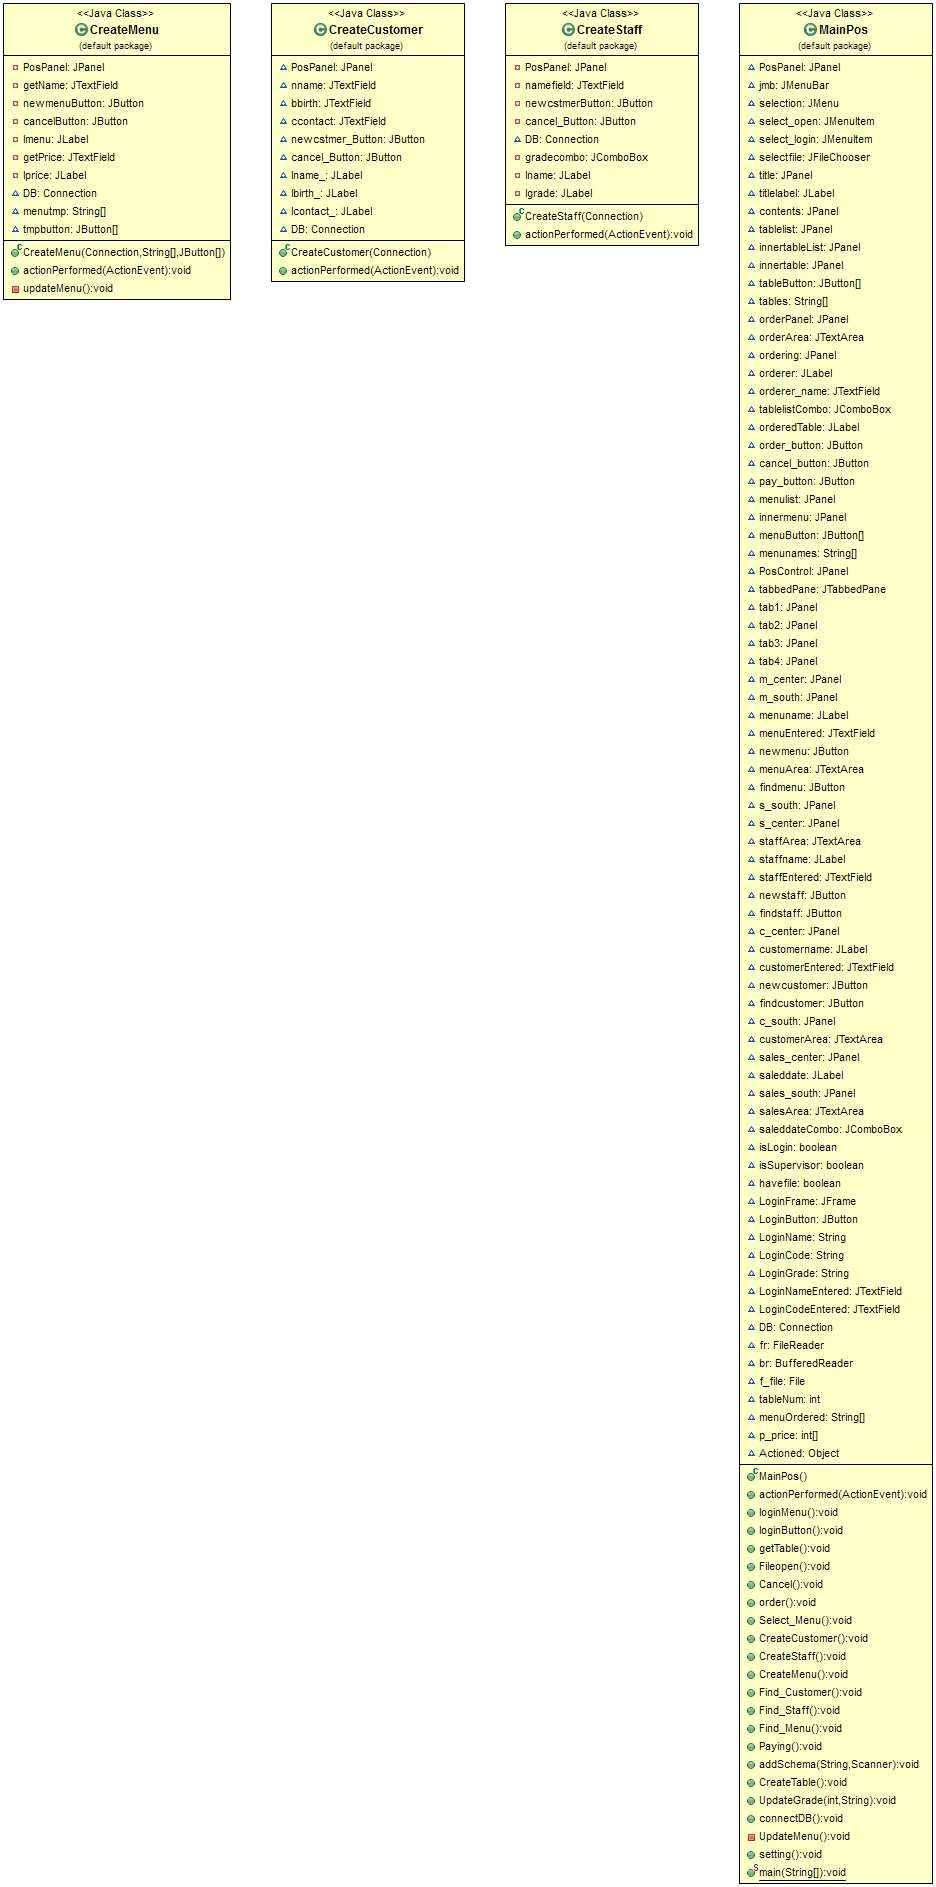 <<Java Class>>
CreateMenu
(default package)
PosPanel: JPanel
getName: JTextField
newmenuButton: JButton
cancelButton: JButton
lmenu: JLabel
getPrice: JTextField
lprice: JLabel
DB: Connection
menutmp: String[]
tmpbutton: JButton[]
CreateMenu(Connection,String[],JButton[])
actionPerformed(ActionEvent):void
updateMenu():void
<<Java Class>>
CreateCustomer
(default package)
PosPanel: JPanel
nname: JTextField
bbirth: JTextField
ccontact: JTextField
newcstmer_Button: JButton
cancel_Button: JButton
lname_: JLabel
lbirth_: JLabel
lcontact_: JLabel
DB: Connection
CreateCustomer(Connection)
actionPerformed(ActionEvent):void
<<Java Class>>
CreateStaff
(default package)
PosPanel: JPanel
namefield: JTextField
newcstmerButton: JButton
cancel_Button: JButton
DB: Connection
gradecombo: JComboBox
lname: JLabel
lgrade: JLabel
CreateStaff(Connection)
actionPerformed(ActionEvent):void
<<Java Class>>
MainPos
(default package)
PosPanel: JPanel
jmb: JMenuBar
selection: JMenu
select_open: JMenuItem
select_login: JMenuItem
selectfile: JFileChooser
title: JPanel
titlelabel: JLabel
contents: JPanel
tablelist: JPanel
innertableList: JPanel
innertable: JPanel
tableButton: JButton[]
tables: String[]
orderPanel: JPanel
orderArea: JTextArea
ordering: JPanel
orderer: JLabel
orderer_name: JTextField
tablelistCombo: JComboBox
orderedTable: JLabel
order_button: JButton
cancel_button: JButton
pay_button: JButton
menulist: JPanel
innermenu: JPanel
menuButton: JButton[]
menunames: String[]
PosControl: JPanel
tabbedPane: JTabbedPane
tab1: JPanel
tab2: JPanel
tab3: JPanel
tab4: JPanel
m_center: JPanel
m_south: JPanel
menuname: JLabel
menuEntered: JTextField
newmenu: JButton
menuArea: JTextArea
findmenu: JButton
s_south: JPanel
s_center: JPanel
staffArea: JTextArea
staffname: JLabel
staffEntered: JTextField
newstaff: JButton
findstaff: JButton
c_center: JPanel
customername: JLabel
customerEntered: JTextField
newcustomer: JButton
findcustomer: JButton
c_south: JPanel
customerArea: JTextArea
sales_center: JPanel
saleddate: JLabel
sales_south: JPanel
salesArea: JTextArea
saleddateCombo: JComboBox
isLogin: boolean
isSupervisor: boolean
havefile: boolean
LoginFrame: JFrame
LoginButton: JButton
LoginName: String
LoginCode: String
LoginGrade: String
LoginNameEntered: JTextField
LoginCodeEntered: JTextField
DB: Connection
fr: FileReader
br: BufferedReader
f_file: File
tableNum: int
menuOrdered: String[]
p_price: int[]
Actioned: Object
MainPos()
actionPerformed(ActionEvent):void
loginMenu():void
loginButton():void
getTable():void
Fileopen():void
Cancel():void
order():void
Select_Menu():void
CreateCustomer():void
CreateStaff():void
CreateMenu():void
Find_Customer():void
Find_Staff():void
Find_Menu():void
Paying():void
addSchema(String,Scanner):void
CreateTable():void
UpdateGrade(int,String):void
connectDB():void
UpdateMenu():void
setting():void
main(String[]):void